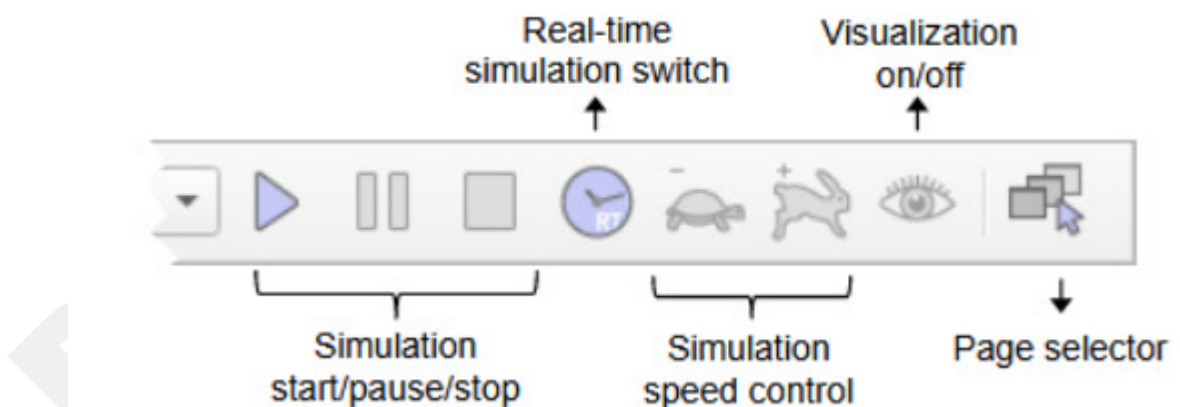 Real-time
simulation switch
Visualization
on/off
-
+
RT
Simulation
start/pause/stop
Simulation
speed control
Page selector